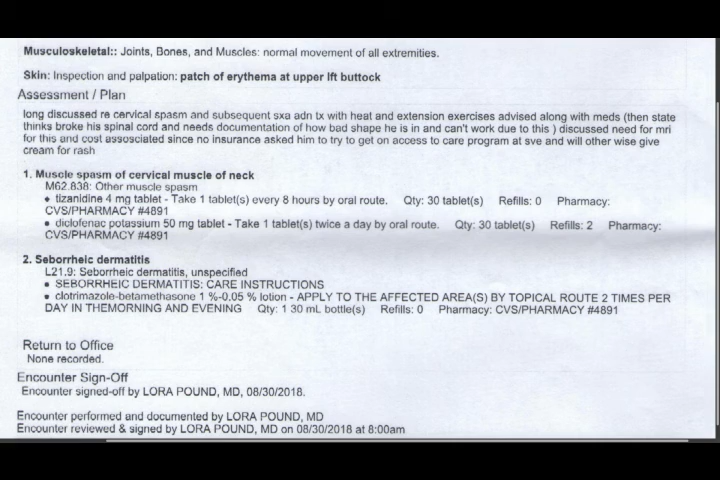 Musculoskeletal:: Joints, Bones, and Muscles: normal movement of all extremities.
Skin: Inspection and palpation: patch of erythema at upper lft buttock
Assessment / Plan
long discussed re cervical spasm and subsequent sxa adn tx with heat and extension exercises advised along with meds (then state
thinks broke his spinal cord and needs documentation of how bad shape he is in and can't work due to this ) discussed need for mri
for this and cost assosciated since no insurance asked him to try to get on access to care program at sve and will other wise give
cream for rash
1. Muscle spasm of cervical muscle of neck
M62.838: Other muscle spasm
• tizanidine 4 mg tablet - Take 1 tablet(s) every 8 hours by oral route. Qty: 30 tablet(s) Refills: 0 Pharmacy:
CVS/PHARMACY #4891
• diclofenac potassium 50 mg tablet - Take 1 tablet(s) twice a day by oral route. Qty: 30 tablet(s) Refills: 2 Pharmacy:
CVS/PHARMACY #4891
2. Seborrheic dermatitis
L21.9: Seborrheic dermatitis, unspecified
• SEBORRHEIC DERMATITIS: CARE INSTRUCTIONS
• clotrimazole-betamethasone 1 %-0.05 % lotion - APPLY TO THE AFFECTED AREA(S) BY TOPICAL ROUTE 2 TIMES PER
DAY IN THEMORNING AND EVENING Qty: 1 30 mL bottle(s) Refills: 0 Pharmacy: CVS/PHARMACY #4891
Return to Office
None recorded.
Encounter Sign-Off
Encounter signed-off by LORA POUND, MD, 08/30/2018.
Encounter performed and documented by LORA POUND, MD
Encounter reviewed & signed by LORA POUND, MD on 08/30/2018 at 8:00am